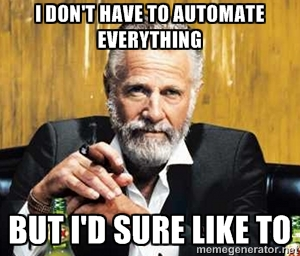 I DON'T HAVE TO AUTOMATE
EVERYTHING
BUT I'D SURE LIKE TO
memegenerator.net